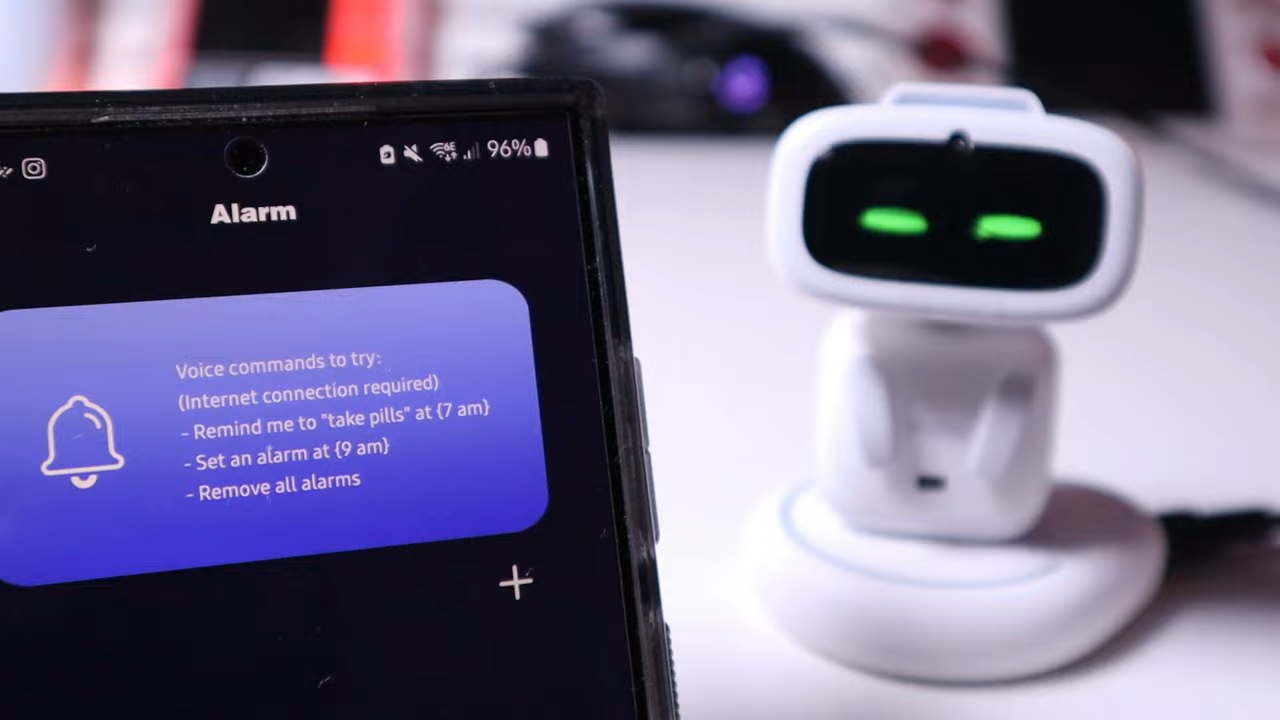 6E
96%
Alarm
Voice commands to try:
(Internet connection required)
- Remind me to "take pills" at {7 am}
- Set an alarm at {9 am}
- Remove all alarms